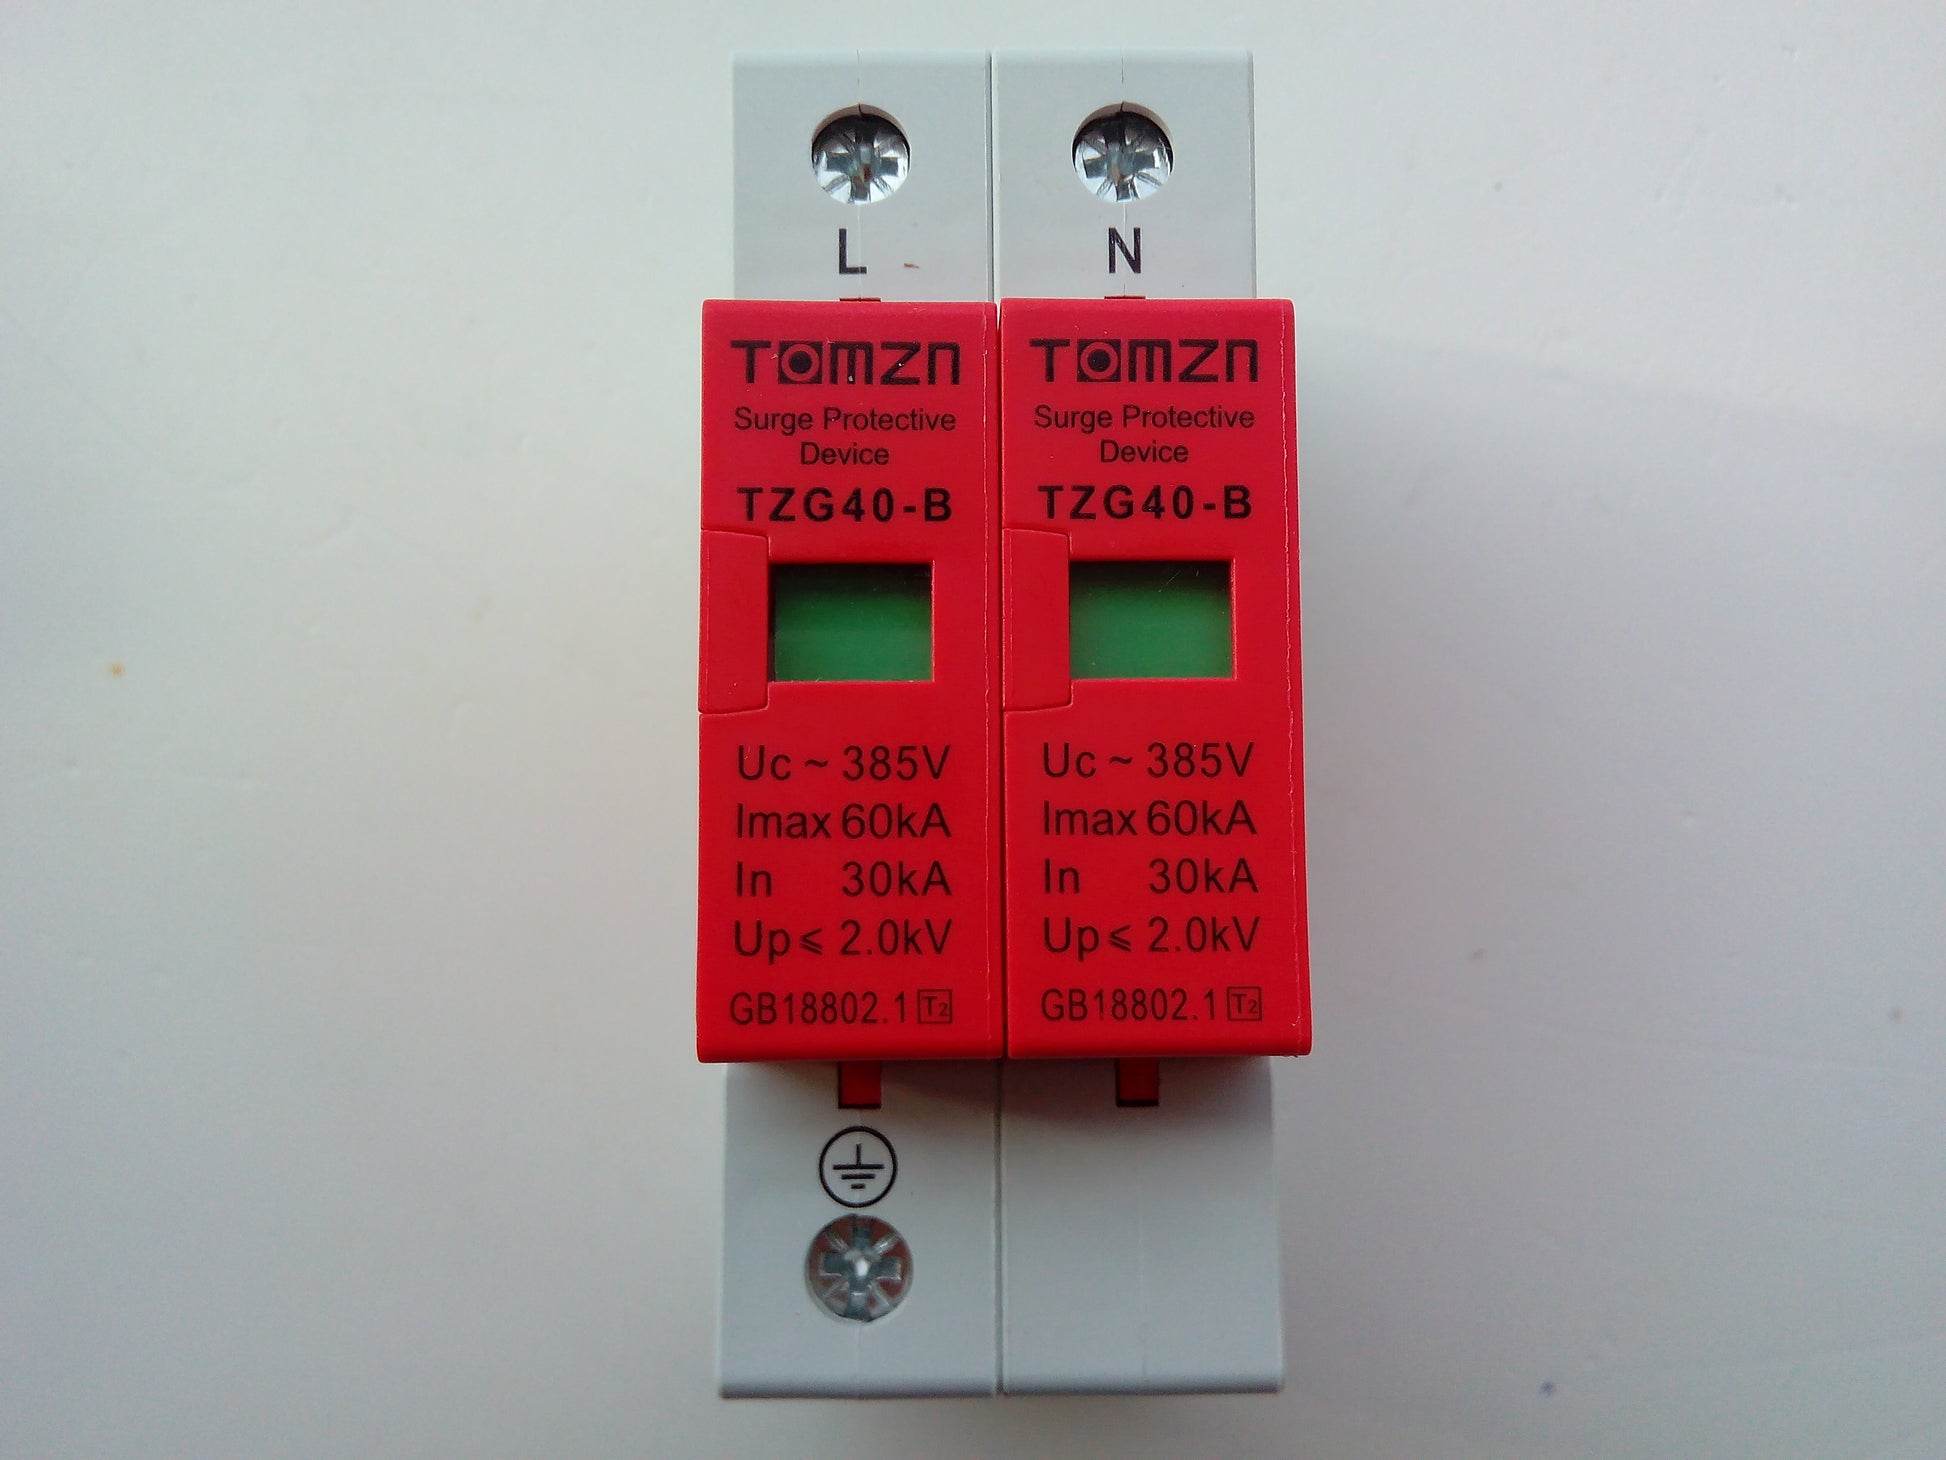 L
N
TOMZN
Surge Protective
Device
TZG40-B
Uc ~ 385V
Imax 60kA
In 30kA
Up ⩽ 2.0kV
GB18802.1 T2
TOMZN
Surge Protective
Device
TZG40-B
Uc ~ 385V
Imax 60kA
In 30kA
Up ⩽ 2.0kV
GB18802.1 T2